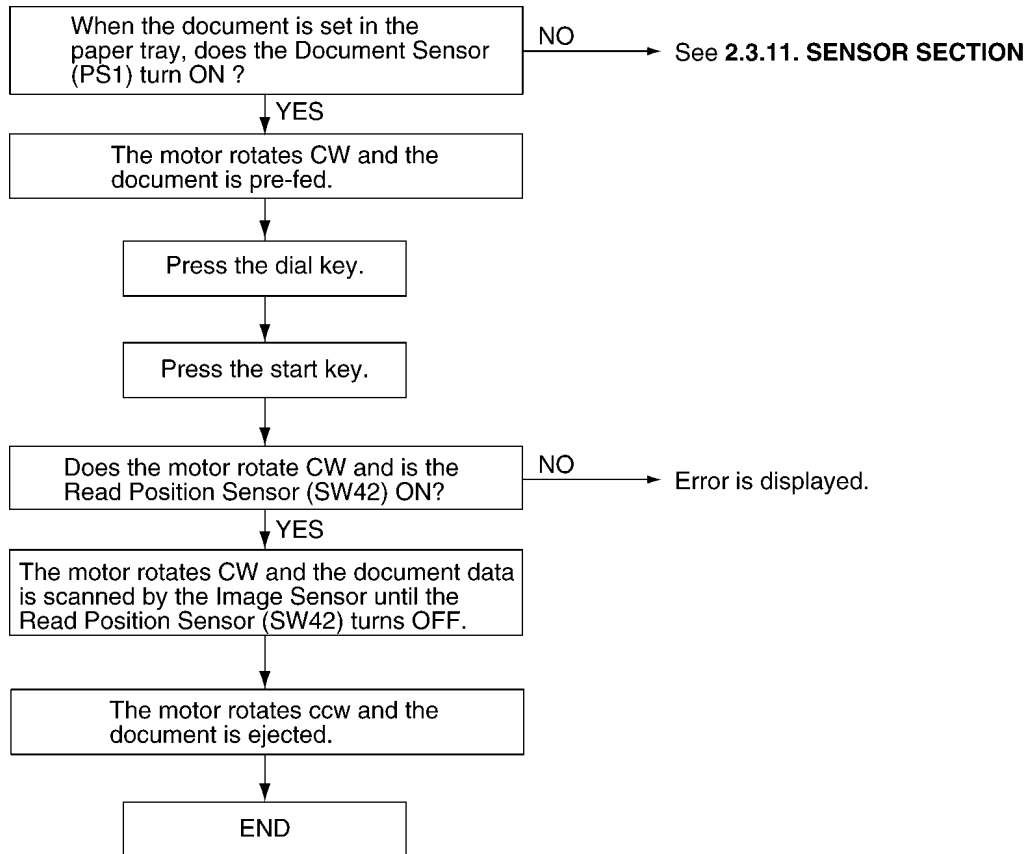 When the document is set in the
paper tray, does the Document Sensor
(PS1) turn ON ?
NO
See 2.3.11. SENSOR SECTION
YES
The motor rotates CW and the
document is pre-fed.
Press the dial key.
Press the start key.
Does the motor rotate CW and is the
Read Position Sensor (SW42) ON?
NO
Error is displayed.
YES
The motor rotates CW and the document data
is scanned by the Image Sensor until the
Read Position Sensor (SW42) turns OFF.
The motor rotates ccw and the
document is ejected.
END